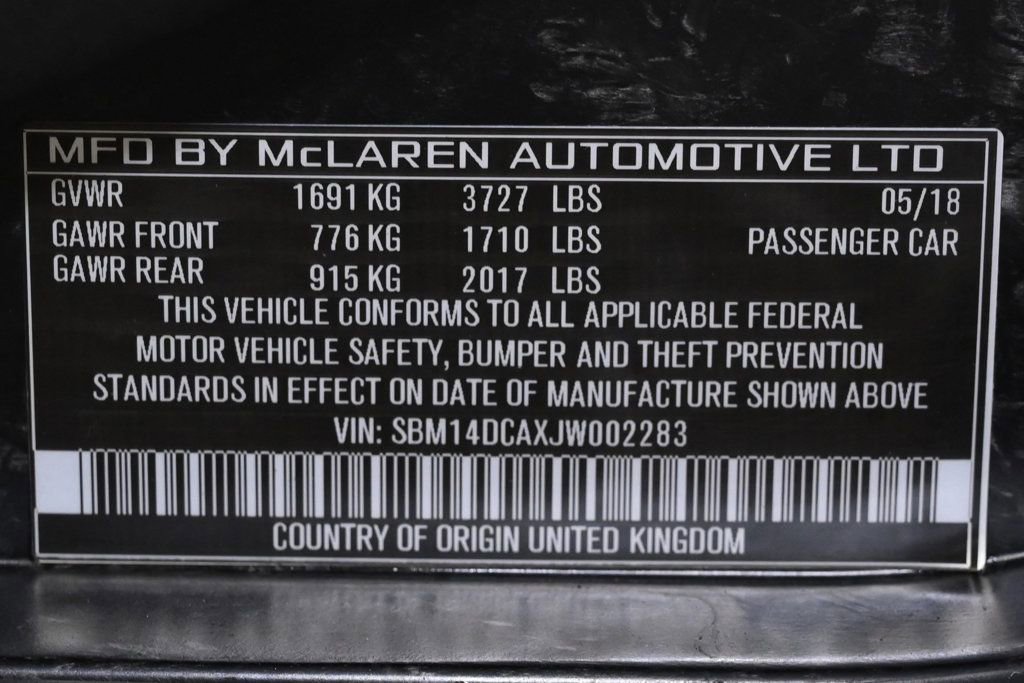 MFD BY McLAREN AUTOMOTIVE LTD
GVWR 1691 KG 3727 LBS 05/18
GAWR FRONT 776 KG 1710 LBS PASSENGER CAR
GAWR REAR 915 KG 2017 LBS
THIS VEHICLE CONFORMS TO ALL APPLICABLE FEDERAL
MOTOR VEHICLE SAFETY, BUMPER AND THEFT PREVENTION
STANDARDS IN EFFECT ON DATE OF MANUFACTURE SHOWN ABOVE
VIN: SBM14DCAXJW002283
COUNTRY OF ORIGIN UNITED KINGDOM